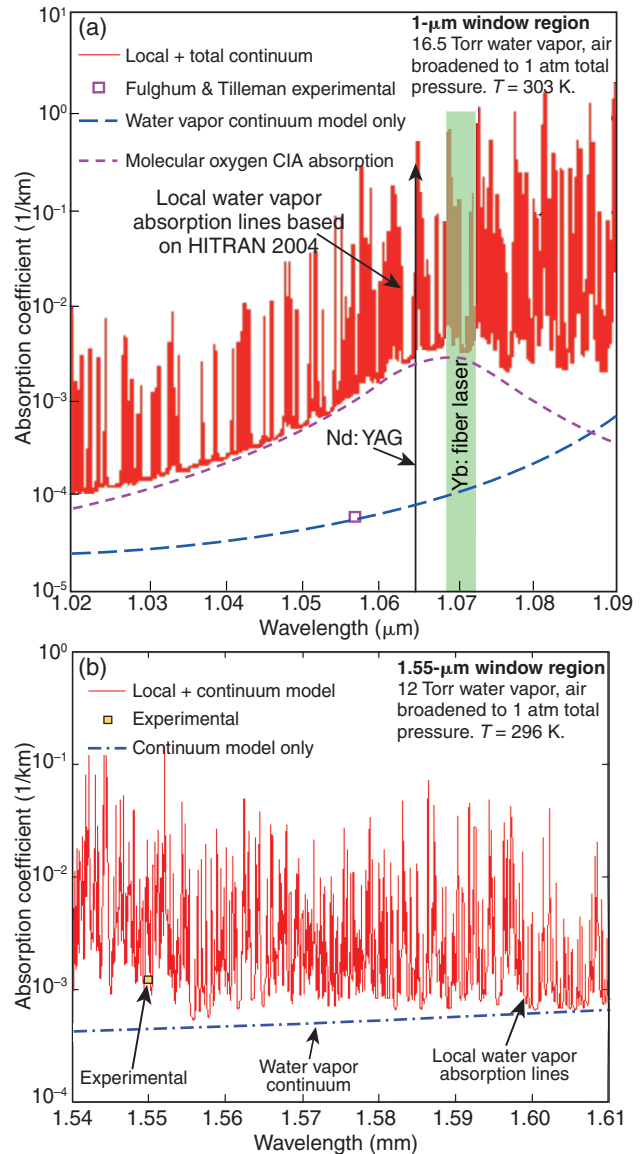 (a)
1-μm window region
16.5 Torr water vapor, air
broadened to 1 atm total
pressure. T = 303 K.
Local + total continuum
Fulghum & Tilleman experimental
Water vapor continuum model only
Molecular oxygen CIA absorption
Local water vapor
absorption lines based
on HITRAN 2004
Nd: YAG
Yb: fiber laser
Absorption coefficient (1/km)
10¹
10⁰
10⁻¹
10⁻²
10⁻³
10⁻⁴
10⁻⁵
1.02 1.03 1.04 1.05 1.06 1.07 1.08 1.09
Wavelength (μm)
(b)
1.55-μm window region
12 Torr water vapor, air
broadened to 1 atm total
pressure. T = 296 K.
Local + continuum model
Experimental
Continuum model only
Absorption coefficient (1/km)
10⁰
10⁻¹
10⁻²
10⁻³
10⁻⁴
Experimental
Water vapor
continuum
Local water vapor
absorption lines
1.54 1.55 1.56 1.57 1.58 1.59 1.60 1.61
Wavelength (mm)